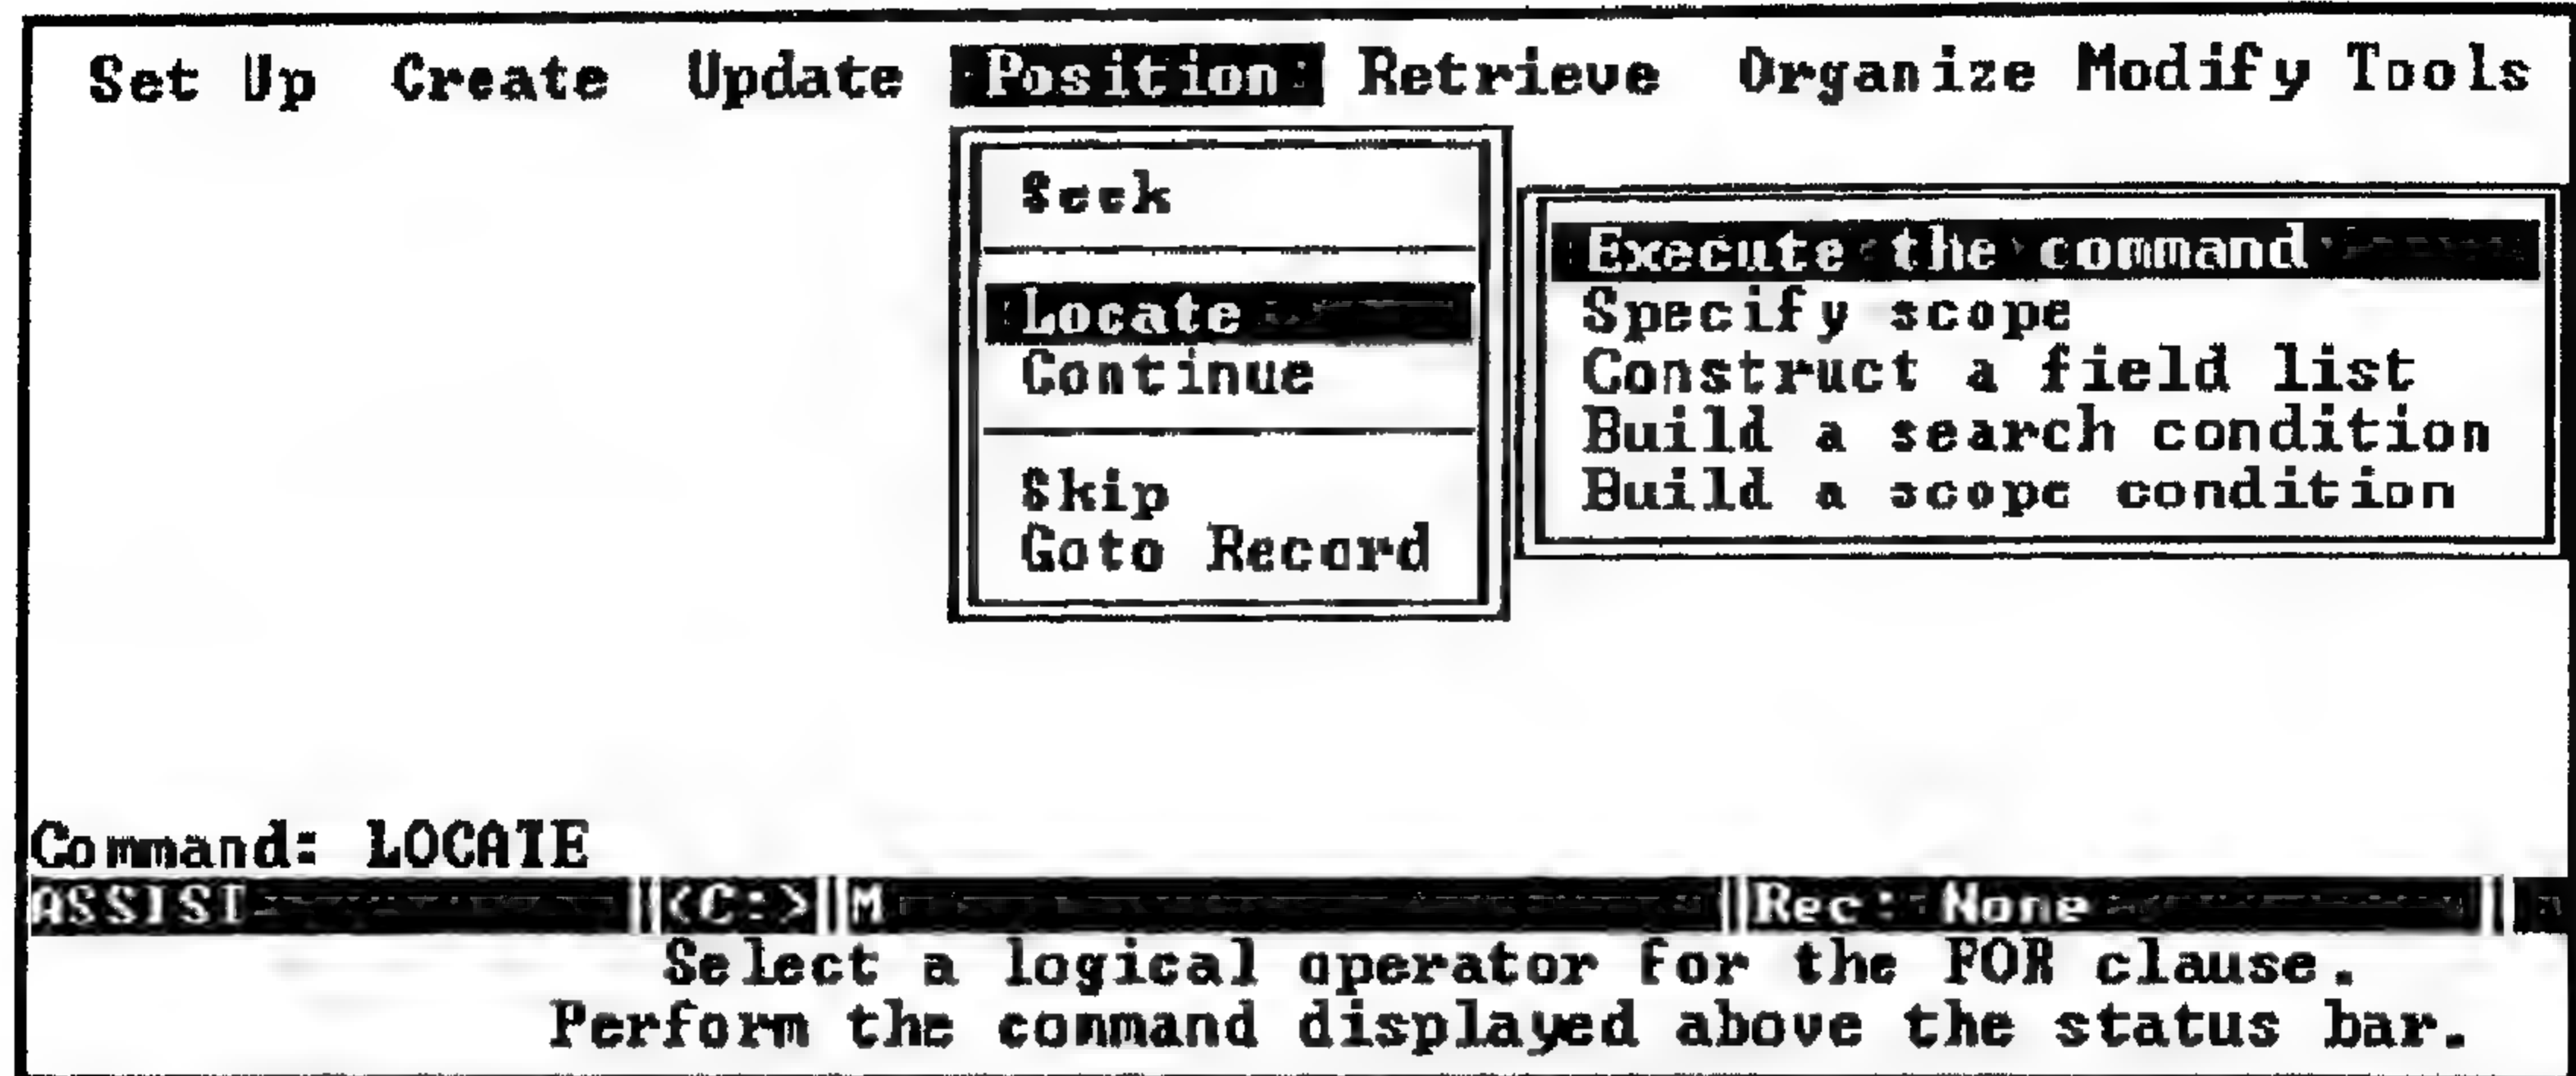 Set Up Create Update Position Retrieve Organize Modify Tools
Seek
Locate
Continue
Skip
Goto Record
Execute the command
Specify scope
Construct a field list
Build a search condition
Build a scope condition
Command: LOCATE
ASSIST <C:> M Rec: None
Select a logical operator for the FOR clause.
Perform the command displayed above the status bar.